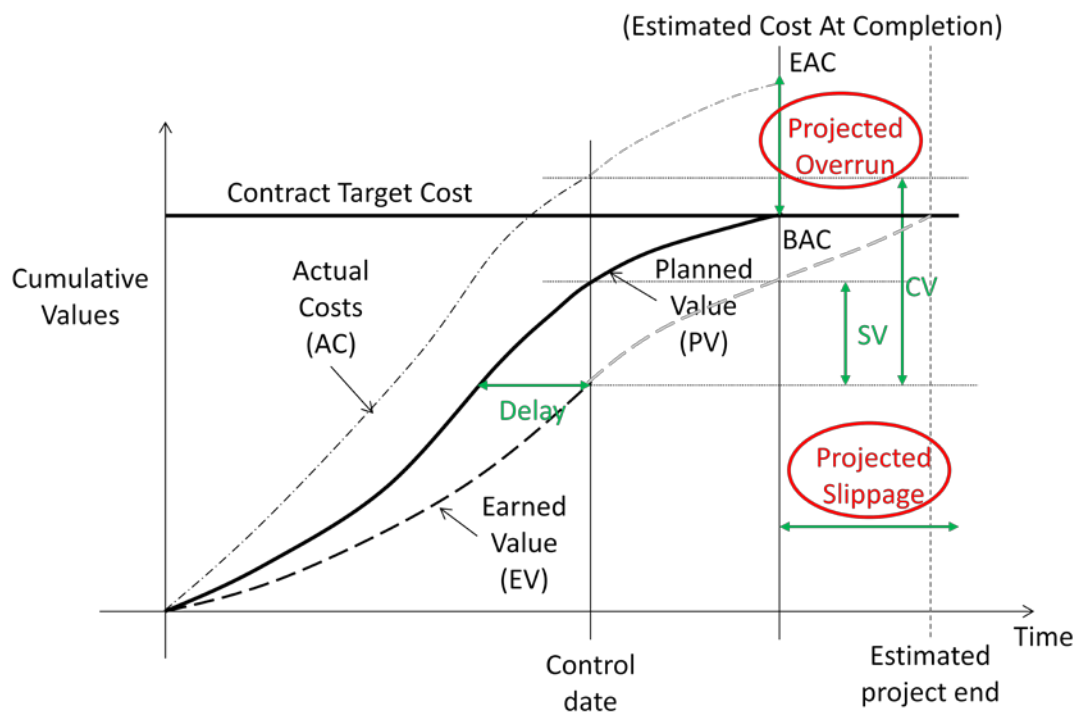 (Estimated Cost At Completion)
EAC
Projected
Overrun
Contract Target Cost
BAC
Cumulative
Values
Actual
Costs
(AC)
Planned
Value
(PV)
CV
SV
Delay
Projected
Slippage
Earned
Value
(EV)
Time
Control
date
Estimated
project end